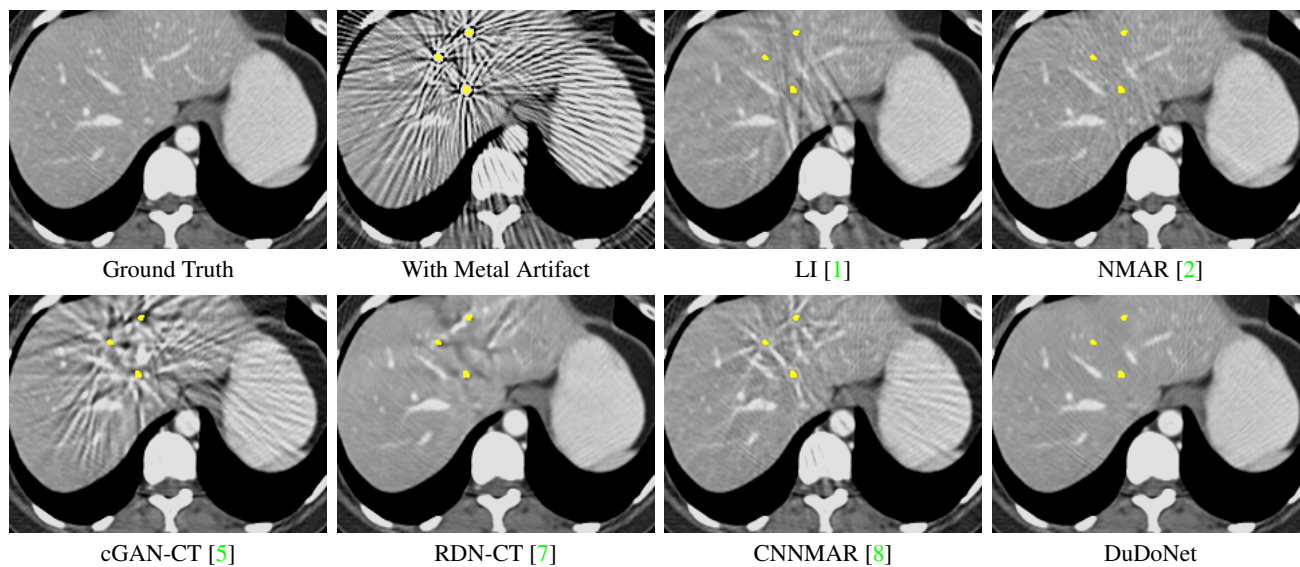 Ground Truth
With Metal Artifact
LI [1]
NMAR [2]
cGAN-CT [5]
RDN-CT [7]
CNNMAR [8]
DuDoNet